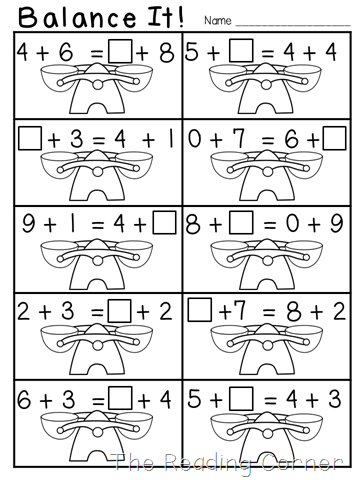 Balance It! Name ____________
4 + 6 = □ + 8
5 + □ = 4 + 4
□ + 3 = 4 + 1
0 + 7 = 6 + □
9 + 1 = 4 + □
8 + □ = 0 + 9
2 + 3 = □ + 2
□ + 7 = 8 + 2
6 + 3 = □ + 4
5 + □ = 4 + 3
The Reading Corner